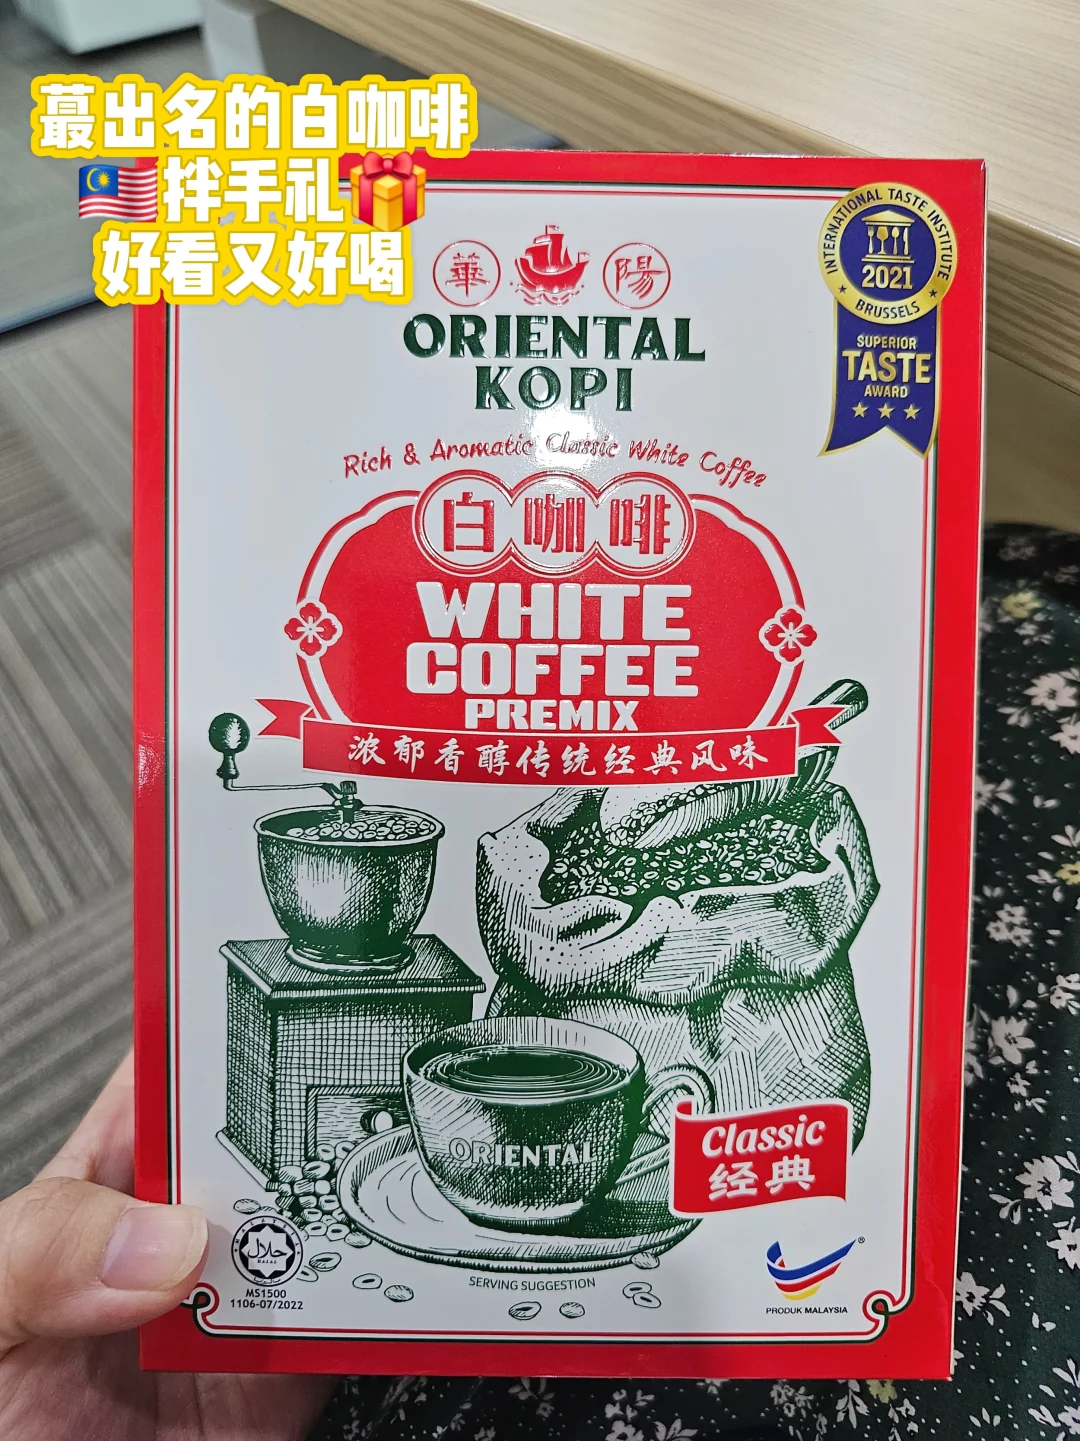 蕞出名的白咖啡
🇲🇾拌手礼🎁
好看又好喝
華 陽
ORIENTAL
KOPI
INTERNATIONAL TASTE INSTITUTE
2021
BRUSSELS
SUPERIOR
TASTE
AWARD
Rich & Aromatic Classic White Coffee
白咖啡
WHITE
COFFEE
PREMIX
浓郁香醇传统经典风味
ORIENTAL
Classic
经典
حلال
HALAL
MS1500
1106-07/2022
SERVING SUGGESTION
®
PRODUK MALAYSIA